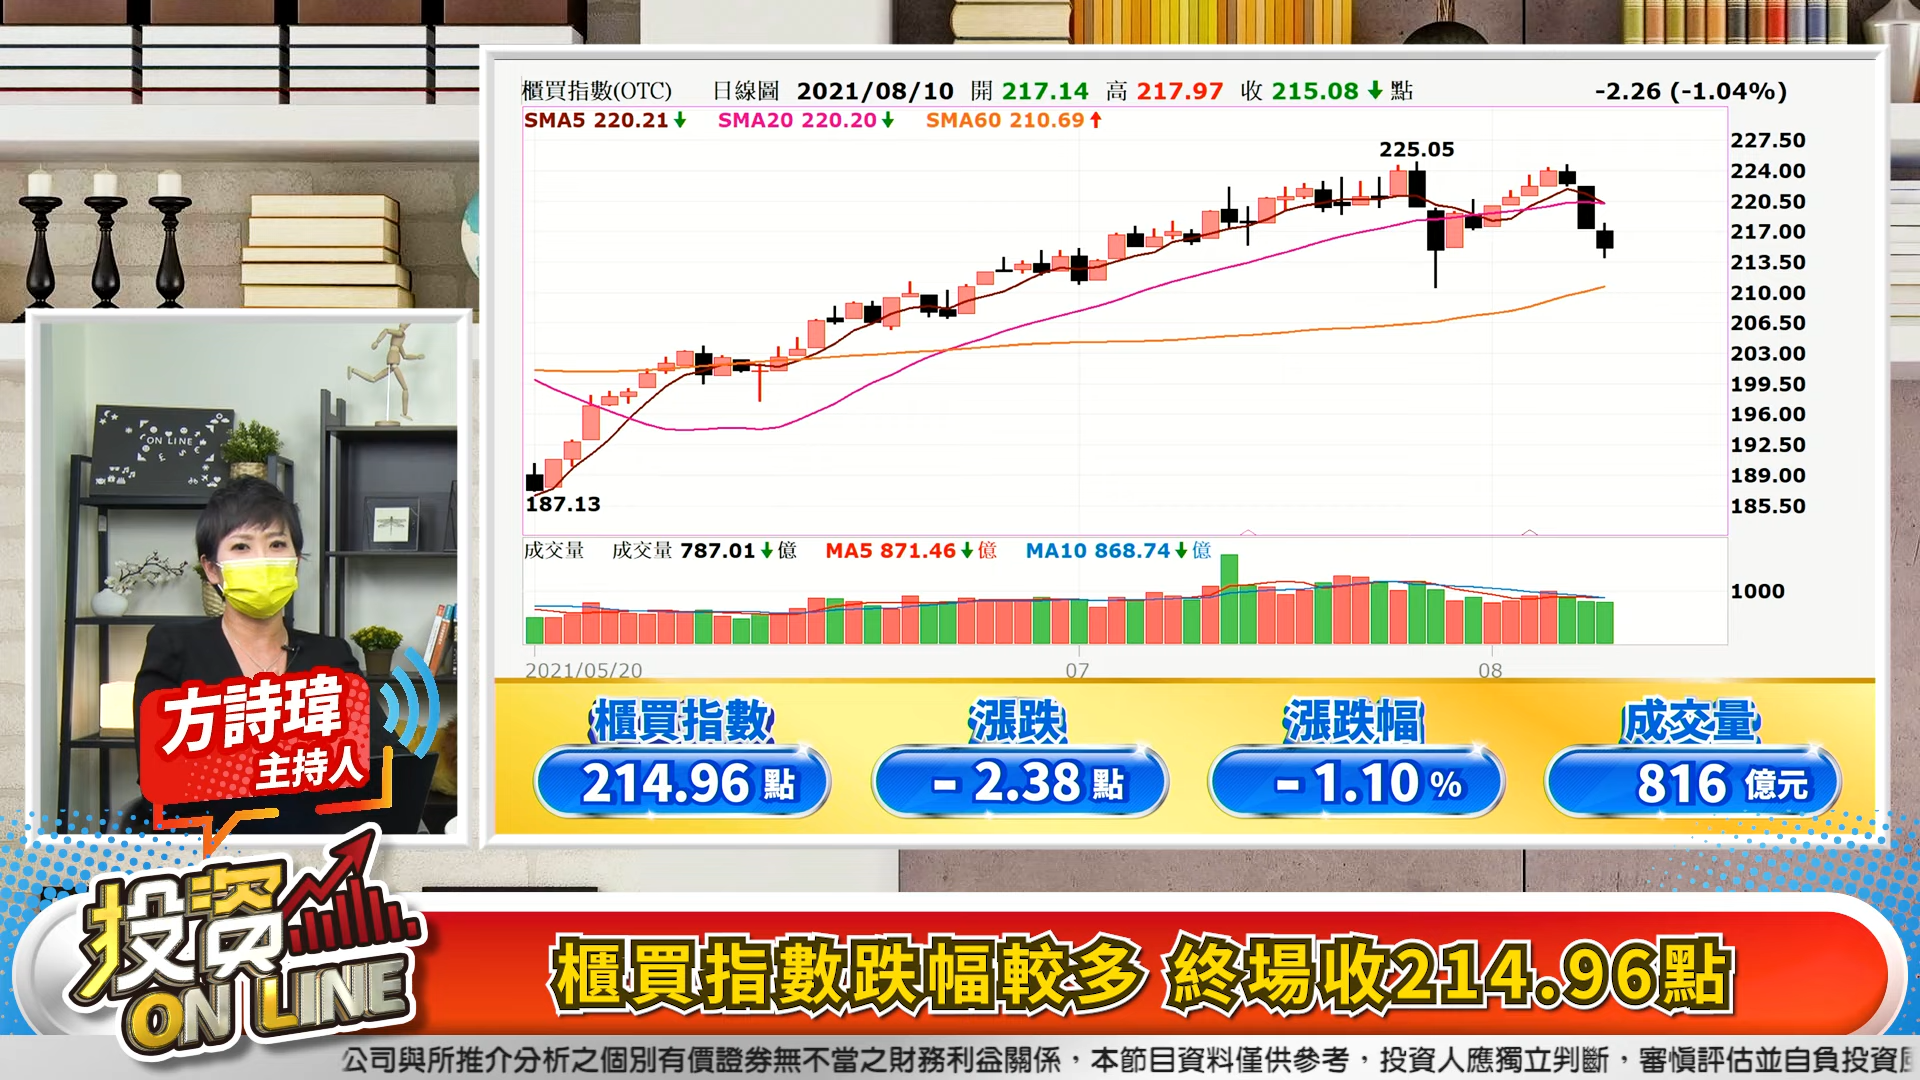 櫃買指數(OTC) 日線圖 2021/08/10 開 217.14 高 217.97 收 215.08 ↓ 點 -2.26 (-1.04%)
SMA5 220.21↓ SMA20 220.20↓ SMA60 210.69↑
225.05
187.13
227.50
224.00
220.50
217.00
213.50
210.00
206.50
203.00
199.50
196.00
192.50
189.00
185.50
成交量 成交量 787.01↓億 MA5 871.46↓億 MA10 868.74↓億
1000
2021/05/20 07 08
櫃買指數 漲跌 漲跌幅 成交量
214.96 點 - 2.38 點 - 1.10 % 816 億元
ON LINE
方詩瑋
主持人
投資
ON LINE
櫃買指數跌幅較多 終場收214.96點
公司與所推介分析之個別有價證券無不當之財務利益關係，本節目資料僅供參考，投資人應獨立判斷，審慎評估並自負投資